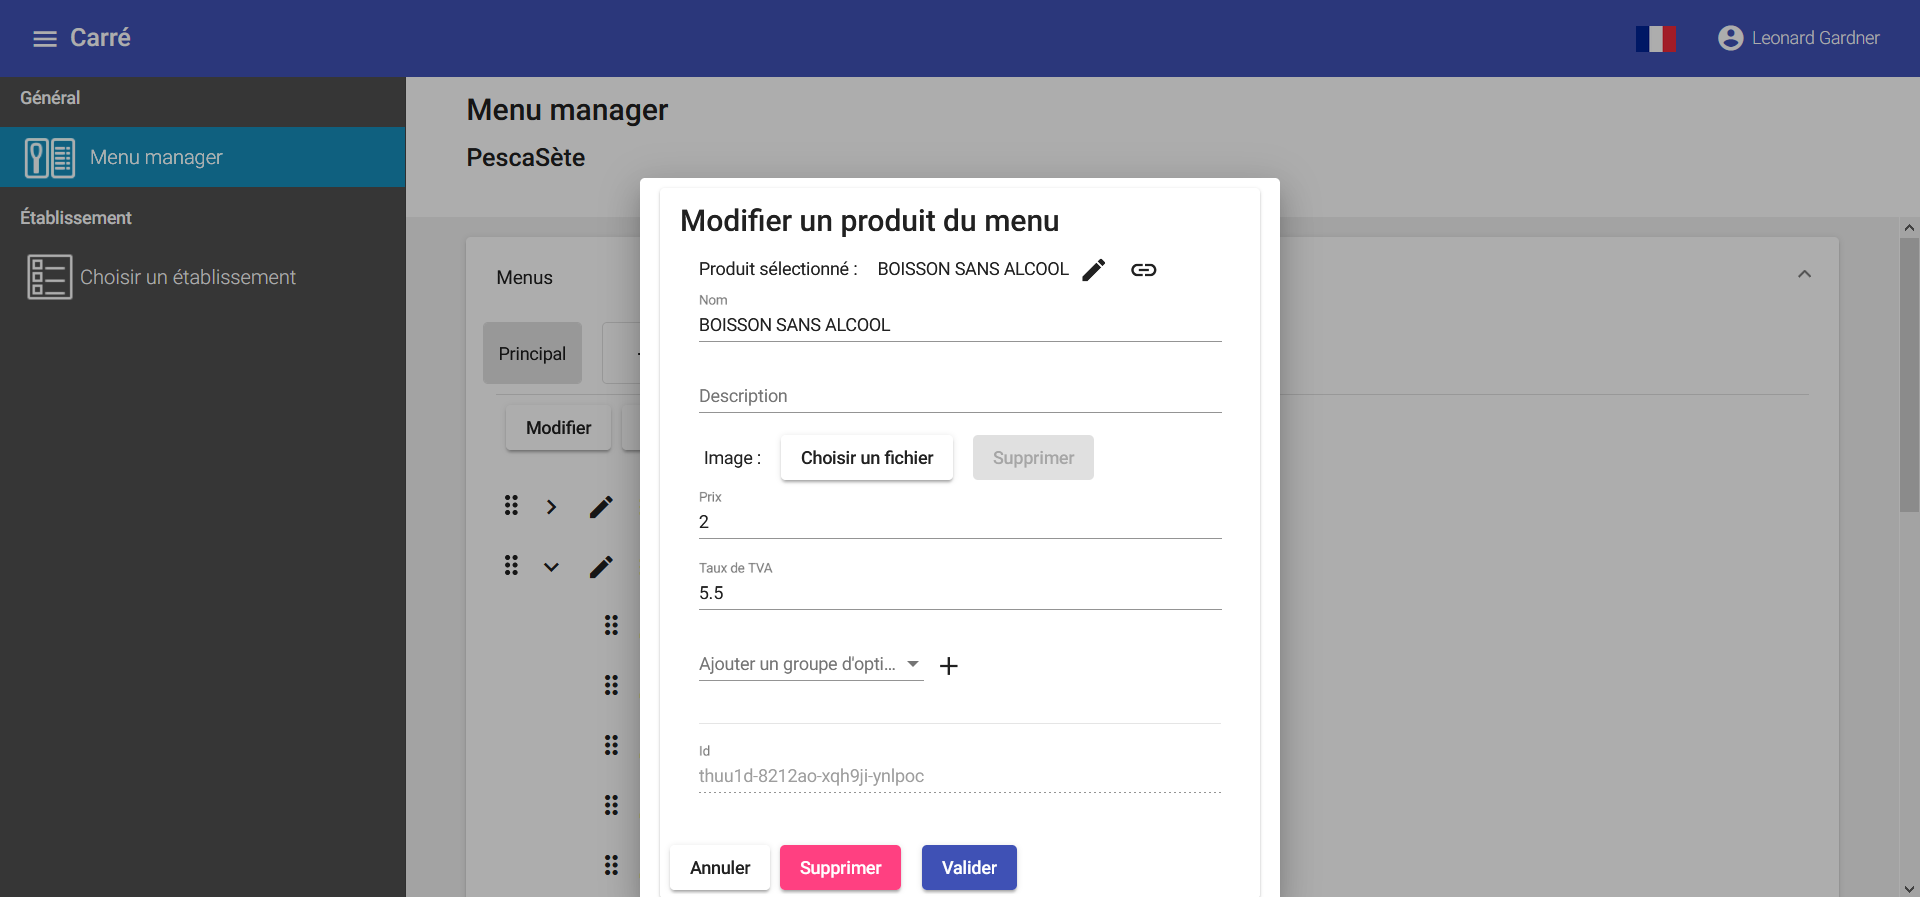 Carré
Leonard Gardner
Général
Menu manager
Établissement
Choisir un établissement
Menu manager
PescaSète
Menus
Principal
Modifier
Modifier un produit du menu
Produit sélectionné : BOISSON SANS ALCOOL
Nom
BOISSON SANS ALCOOL
Description
Image : Choisir un fichier Supprimer
Prix
2
Taux de TVA
5.5
Ajouter un groupe d'opti...
Id
thuu1d-8212ao-xqh9ji-ynlpoc
Annuler Supprimer Valider